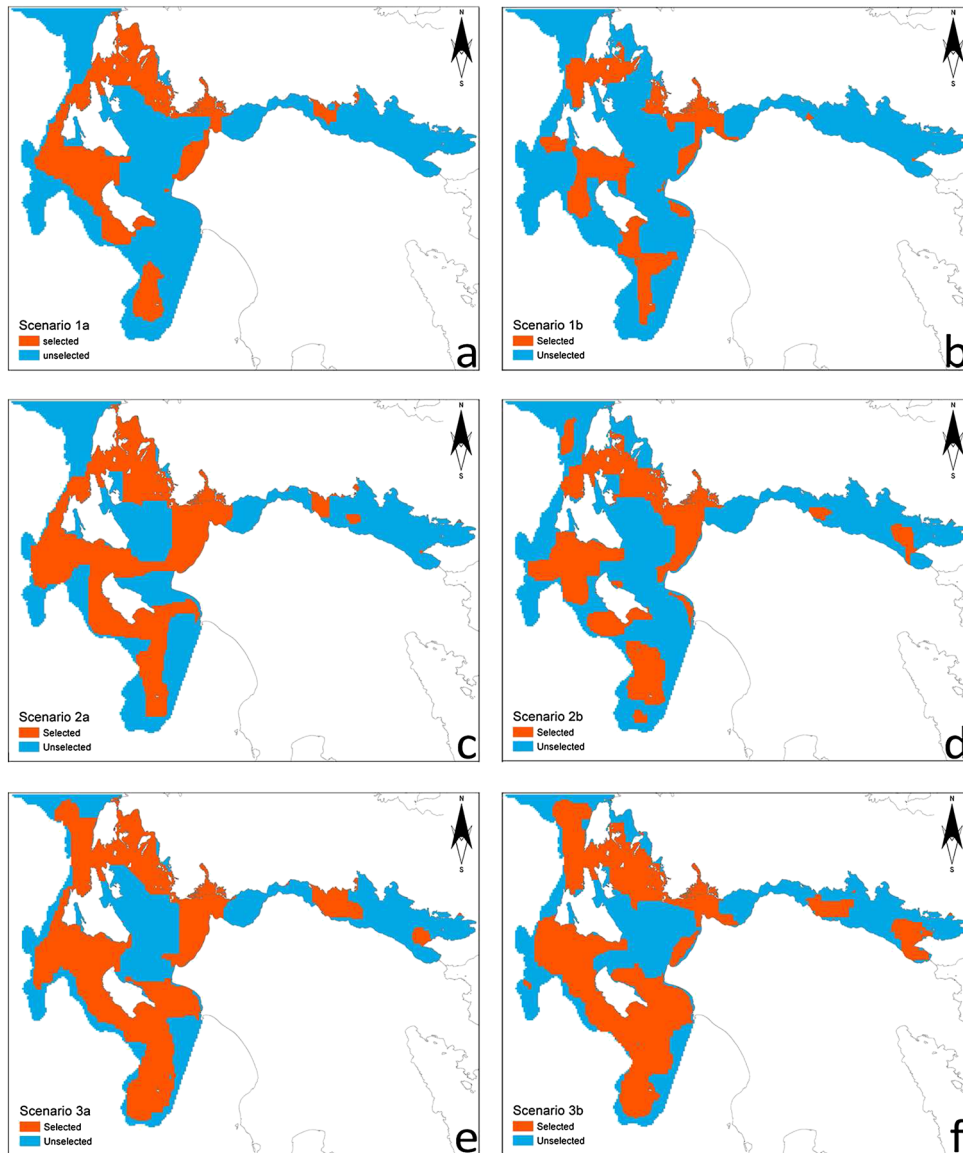 N
S
Scenario 1a
selected
unselected
a
N
S
Scenario 1b
Selected
Unselected
b
N
S
Scenario 2a
Selected
Unselected
c
N
S
Scenario 2b
Selected
Unselected
d
N
S
Scenario 3a
Selected
Unselected
e
N
S
Scenario 3b
Selected
Unselected
f